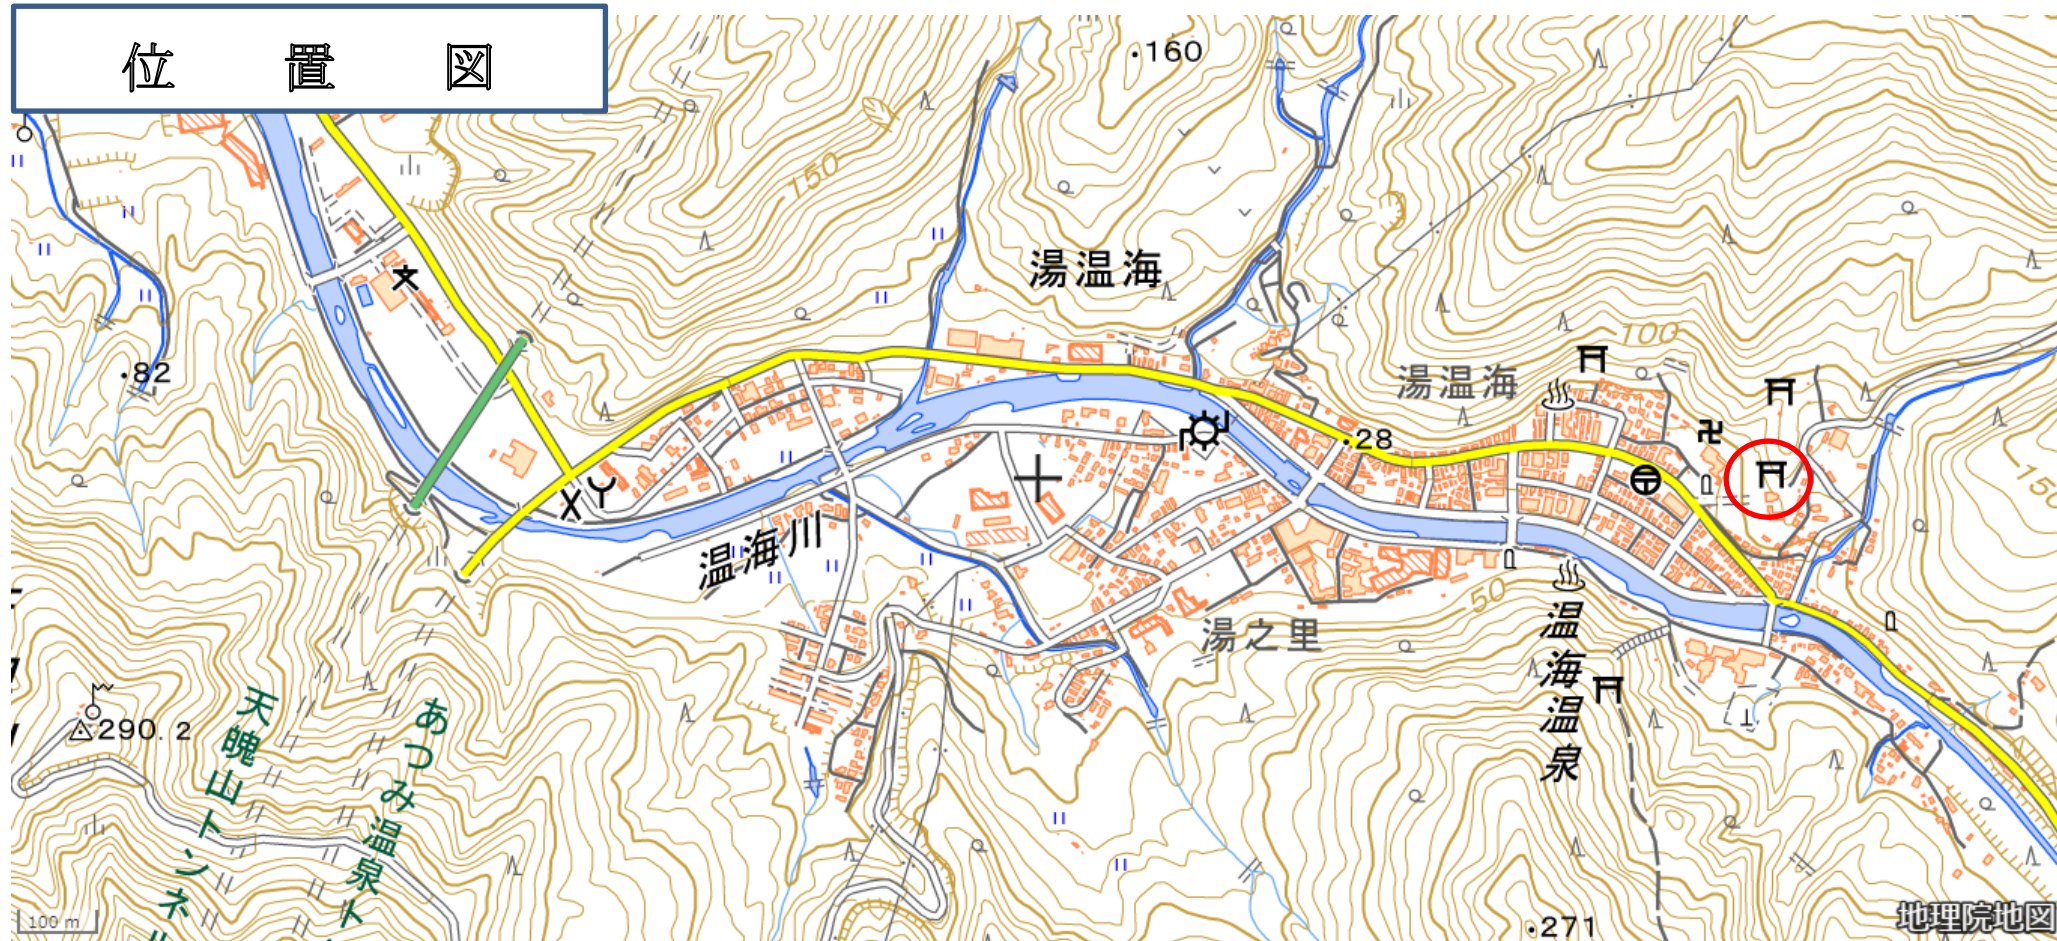 位置図
160
150
湯温海
82
100
湯温海
28
150
温海川
50
湯之里
温海温泉
290.2
天魄山トンネル
あつみ温泉ト
271
100 m
地理院地図